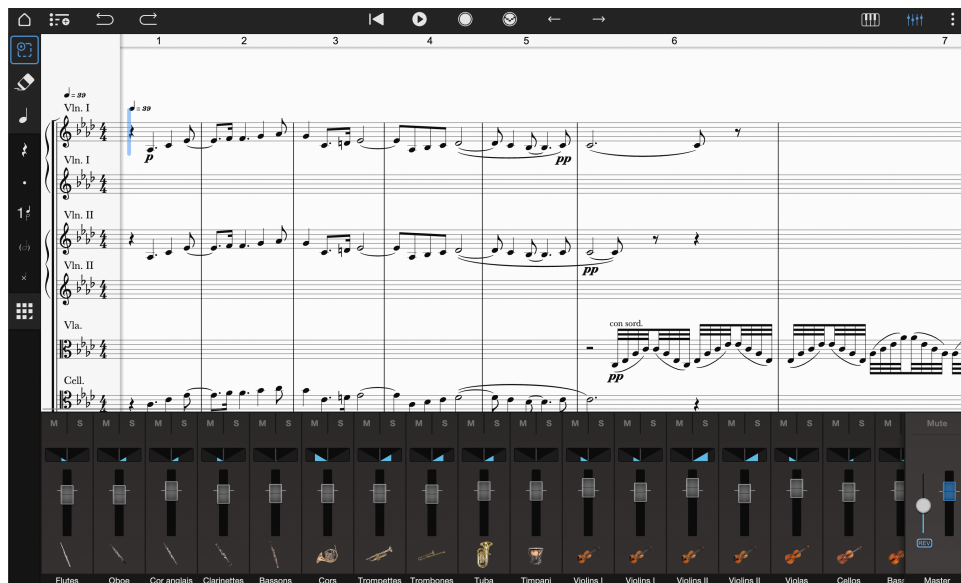 1 2 3 4 5 6 7
♩ = 39
♩ = 39
Vln. I
p
pp
Vln. I
Vln. II
pp
Vln. II
Vla.
con sord.
pp
Cell.
M S M S M S M S M S M S M S M S M S M S M S M S M S M S M S M S M Mute
REV
Flutes Oboe Cor anglais Clarinettes Bassons Cors Trompettes Trombones Tuba Timpani Violins I Violins I Violins II Violins II Violas Cellos Bass Master